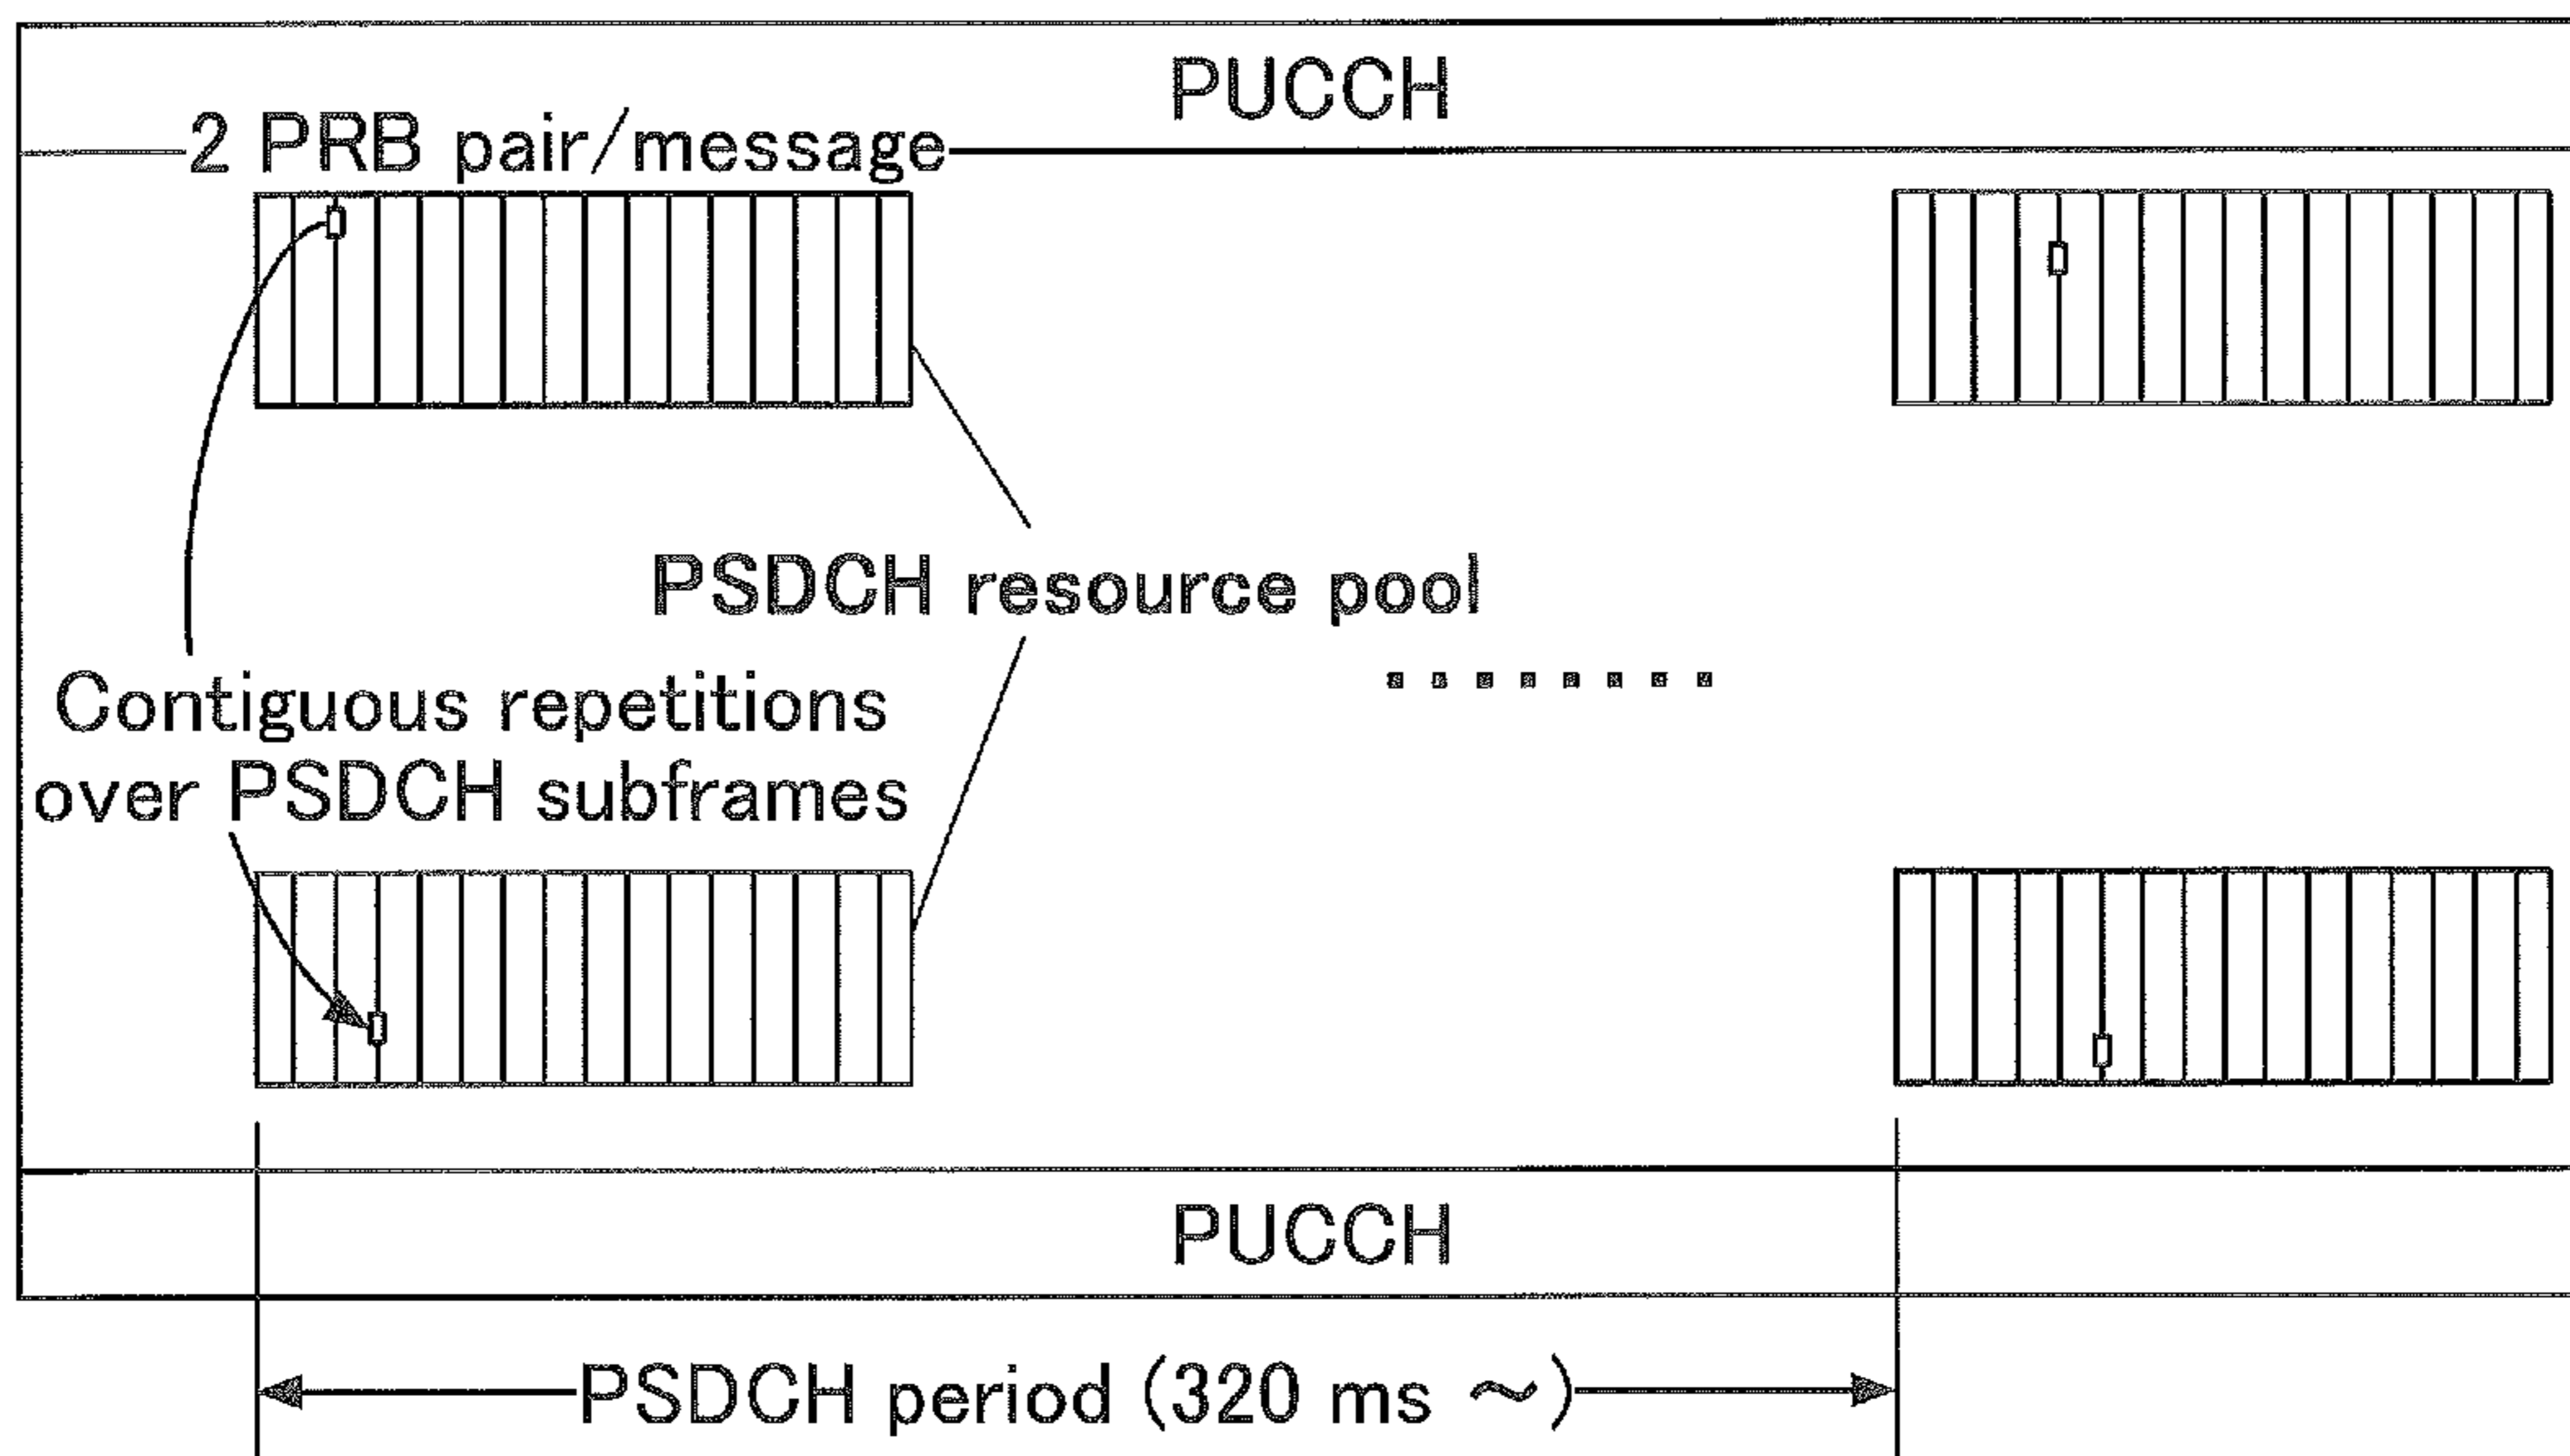 PUCCH
2 PRB pair/message
PSDCH resource pool
Contiguous repetitions
over PSDCH subframes
PUCCH
PSDCH period (320 ms ~)